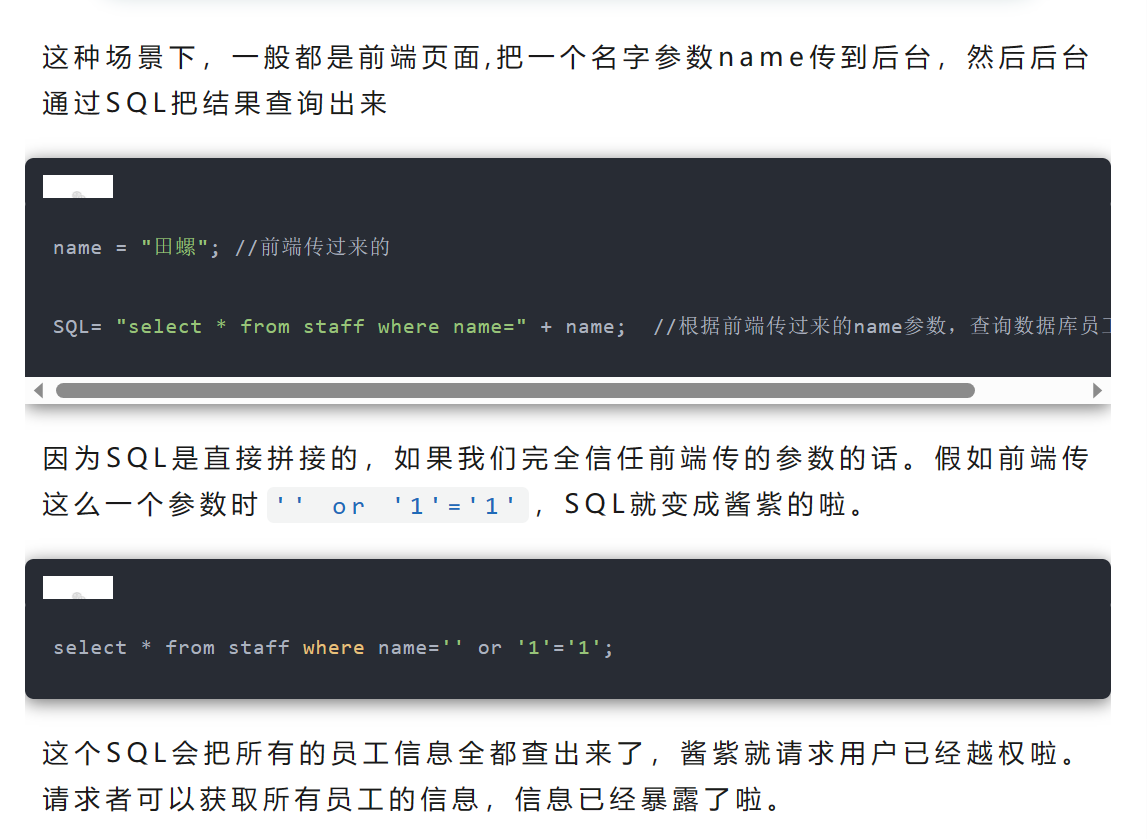 这种场景下，一般都是前端页面,把一个名字参数name传到后台，然后后台
通过SQL把结果查询出来
name = "田螺"; //前端传过来的
SQL= "select * from staff where name=" + name;  //根据前端传过来的name参数，查询数据库员
因为SQL是直接拼接的，如果我们完全信任前端传的参数的话。假如前端传
这么一个参数时'' or '1'='1'，SQL就变成酱紫的啦。
select * from staff where name='' or '1'='1';
这个SQL会把所有的员工信息全都查出来了，酱紫就请求用户已经越权啦。
请求者可以获取所有员工的信息，信息已经暴露了啦。